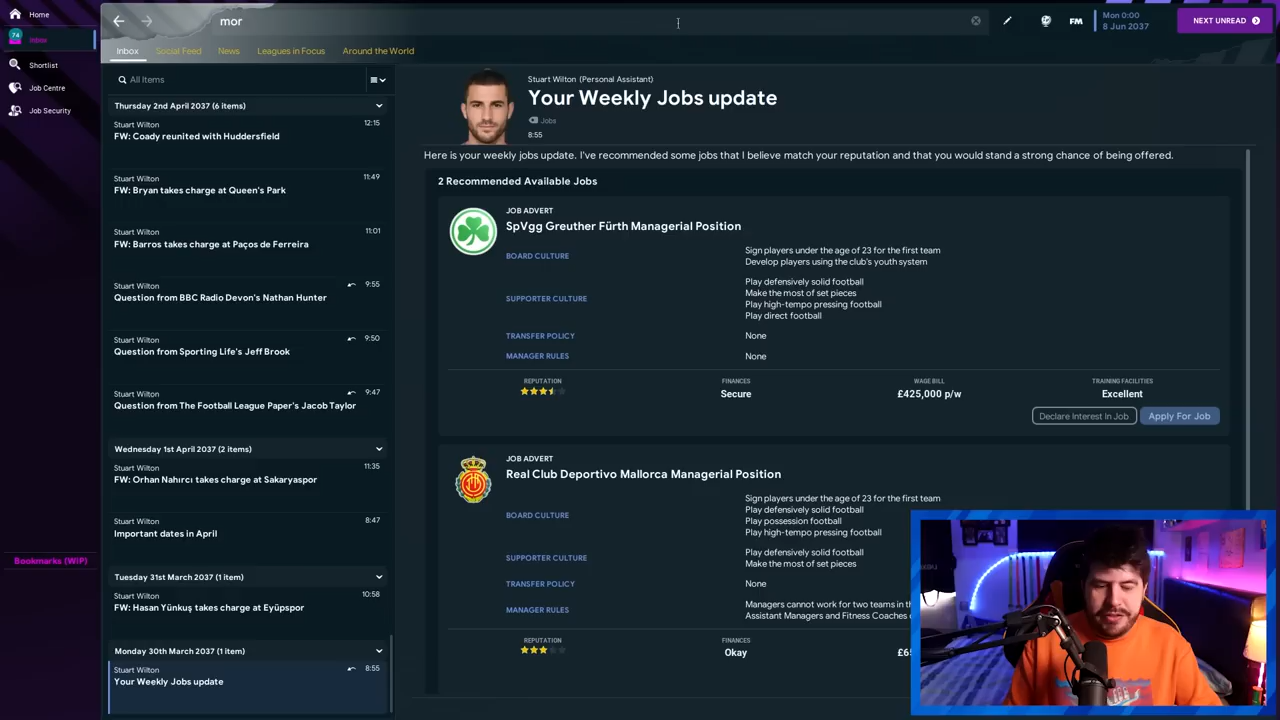 Home
74
Inbox
Shortlist
Job Centre
Job Security
Bookmarks (WiP)
mor
FM
Mon 0:00
8 Jun 2037
NEXT UNREAD
Inbox
Social Feed
News
Leagues in Focus
Around the World
All Items
Thursday 2nd April 2037 (6 items)
Stuart Wilton
12:15
FW: Coady reunited with Huddersfield
Stuart Wilton
11:49
FW: Bryan takes charge at Queen's Park
Stuart Wilton
11:01
FW: Barros takes charge at Paços de Ferreira
Stuart Wilton
9:55
Question from BBC Radio Devon's Nathan Hunter
Stuart Wilton
9:50
Question from Sporting Life's Jeff Brook
Stuart Wilton
9:47
Question from The Football League Paper's Jacob Taylor
Wednesday 1st April 2037 (2 items)
Stuart Wilton
11:35
FW: Orhan Nahırcı takes charge at Sakaryaspor
Stuart Wilton
8:47
Important dates in April
Tuesday 31st March 2037 (1 item)
Stuart Wilton
10:58
FW: Hasan Yünkuş takes charge at Eyüpspor
Monday 30th March 2037 (1 item)
Stuart Wilton
8:55
Your Weekly Jobs update
Stuart Wilton (Personal Assistant)
Your Weekly Jobs update
Jobs
8:55
Here is your weekly jobs update. I've recommended some jobs that I believe match your reputation and that you would stand a strong chance of being offered.
2 Recommended Available Jobs
JOB ADVERT
SpVgg Greuther Fürth Managerial Position
BOARD CULTURE
Sign players under the age of 23 for the first team
Develop players using the club's youth system
SUPPORTER CULTURE
Play defensively solid football
Make the most of set pieces
Play high-tempo pressing football
Play direct football
TRANSFER POLICY
None
MANAGER RULES
None
REPUTATION
FINANCES
WAGE BILL
TRAINING FACILITIES
Secure
£425,000 p/w
Excellent
Declare Interest In Job
Apply For Job
JOB ADVERT
Real Club Deportivo Mallorca Managerial Position
BOARD CULTURE
Sign players under the age of 23 for the first team
Play defensively solid football
Play possession football
Play high-tempo pressing football
SUPPORTER CULTURE
Play defensively solid football
Make the most of set pieces
TRANSFER POLICY
None
MANAGER RULES
Managers cannot work for two teams in th
Assistant Managers and Fitness Coaches
REPUTATION
FINANCES
Okay